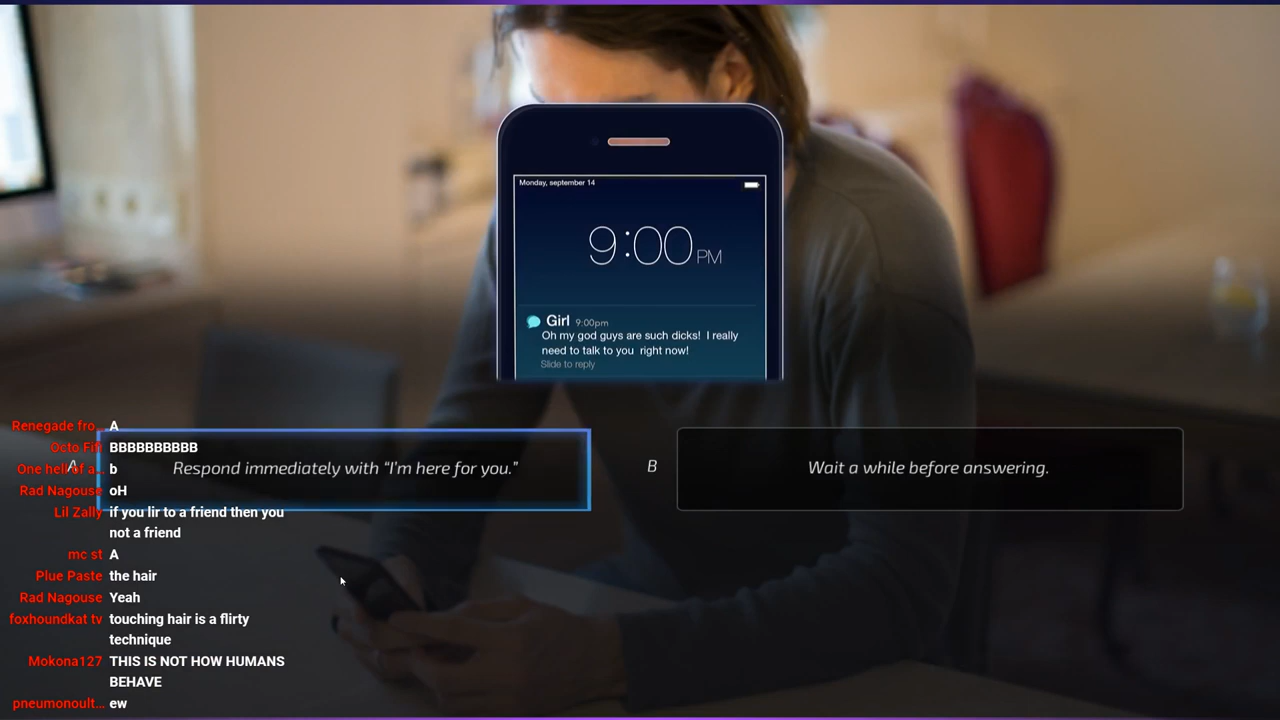 Monday, september 14
9:00 PM
Girl 9:00pm
Oh my god guys are such dicks! I really
need to talk to you right now!
Slide to reply
A
Respond immediately with “I’m here for you.”
B
Wait a while before answering.
Renegade fro... A
Octo Fifi BBBBBBBBBB
One hell of a... b
Rad Nagouse oH
Lil Zally if you lir to a friend then you
not a friend
mc st A
Plue Paste the hair
Rad Nagouse Yeah
foxhoundkat tv touching hair is a flirty
technique
Mokona127 THIS IS NOT HOW HUMANS
BEHAVE
pneumonoult... ew